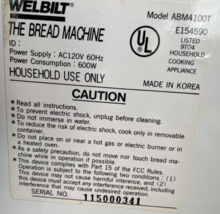 WELBILT
Model ABM4100T
THE BREAD MACHINE
ID :
Power Supply : AC120V 60Hz
Power Consumption : 600W
HOUSEHOLD USE ONLY
UL
E154590
LISTED
9T04
HOUSEHOLD
COOKING
APPLIANCE
MADE IN KOREA
CAUTION
Read all instructions.
To prevent electric shock, unplug before cleaning.
Do not immerse in water.
To reduce the risk of electric shock, cook only in removable
container.
Do not place on or near a hot gas or electric burner or in
a heated oven.
As a safety precaution, do not move nor touch bread machine
while in operation if possible.
This device complies with Part 15 of the FCC Rules.
Operation is subject to the following two conditions: (1)
This device may not cause harmful interference, and (2)
this device must accept any interference received,
including interference that may cause undesired
SERIAL NO.
115000341